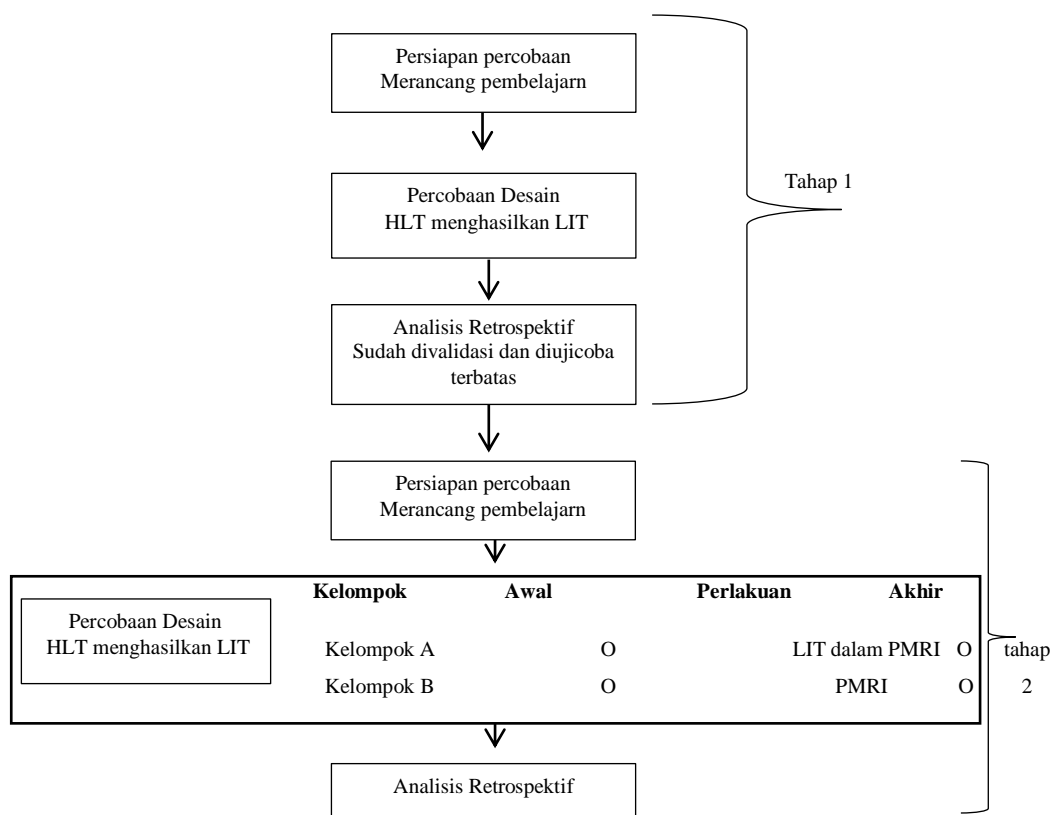 Persiapan percobaan
Merancang pembelajarn
Percobaan Desain
HLT menghasilkan LIT
Tahap 1
Analisis Retrospektif
Sudah divalidasi dan diujicoba
terbatas
Persiapan percobaan
Merancang pembelajarn
Percobaan Desain
HLT menghasilkan LIT
Kelompok Awal Perlakuan Akhir
Kelompok A O LIT dalam PMRI O
Kelompok B O PMRI O
tahap
2
Analisis Retrospektif